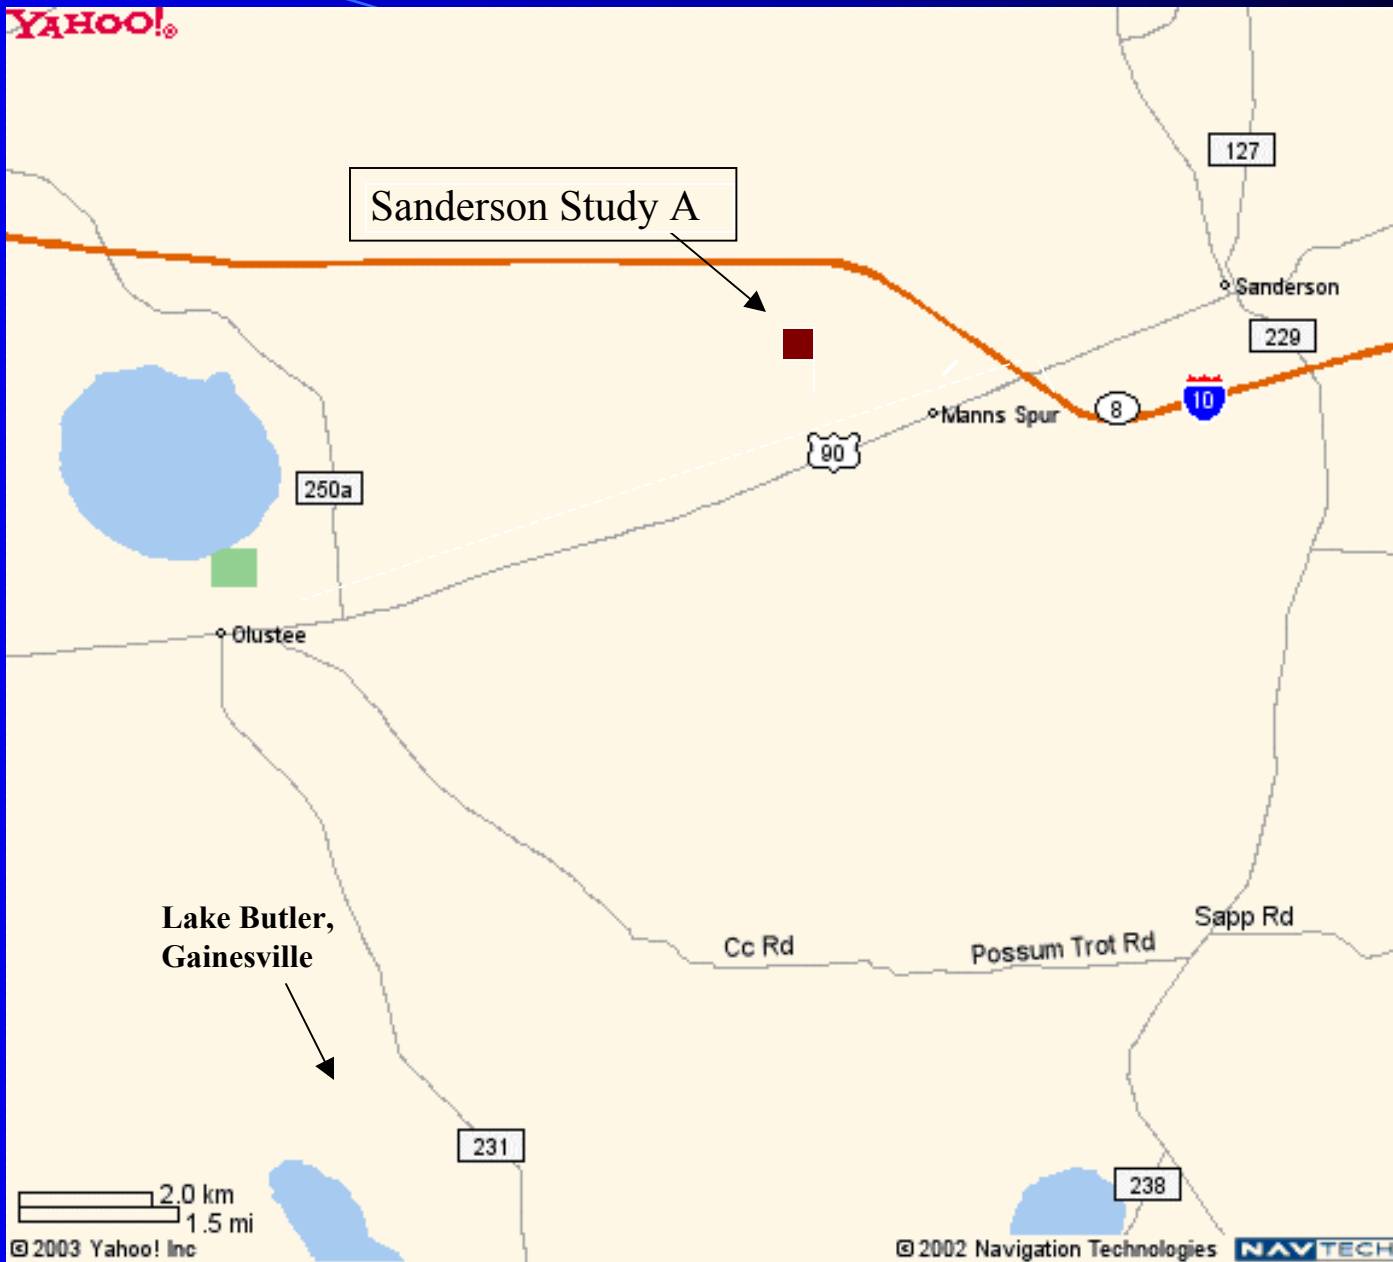 YAHOO!®
127
Sanderson Study A
Sanderson
229
10
8
Manns Spur
90
250a
Olustee
Lake Butler,
Gainesville
Sapp Rd
Cc Rd
Possum Trot Rd
231
238
2.0 km
1.5 mi
© 2003 Yahoo! Inc
© 2002 Navigation Technologies
NAVTECH